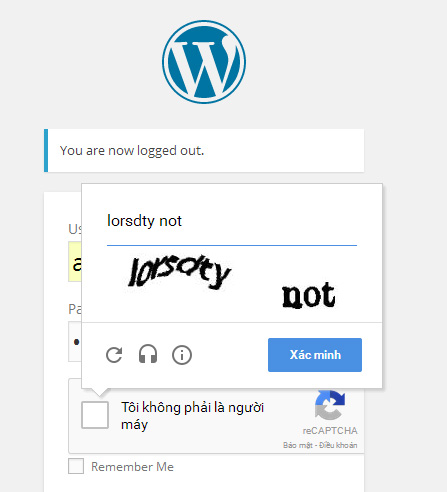 You are now logged out.
Us
lorsdty not
a
lorsdty
not
Pa
Xác minh
Tôi không phải là người
máy
reCAPTCHA
Bảo mật - Điều khoản
Remember Me